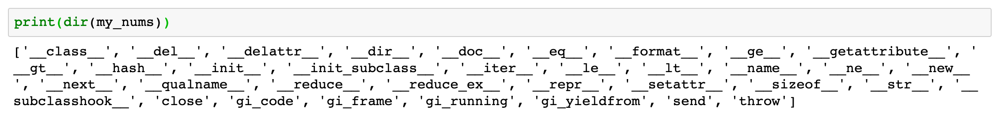 print(dir(my_nums))
['__class__', '__del__', '__delattr__', '__dir__', '__doc__', '__eq__', '__format__', '__ge__', '__getattribute__', '
__gt__', '__hash__', '__init__', '__init_subclass__', '__iter__', '__le__', '__lt__', '__name__', '__ne__', '__new__
', '__next__', '__qualname__', '__reduce__', '__reduce_ex__', '__repr__', '__setattr__', '__sizeof__', '__str__', '__
subclasshook__', 'close', 'gi_code', 'gi_frame', 'gi_running', 'gi_yieldfrom', 'send', 'throw']